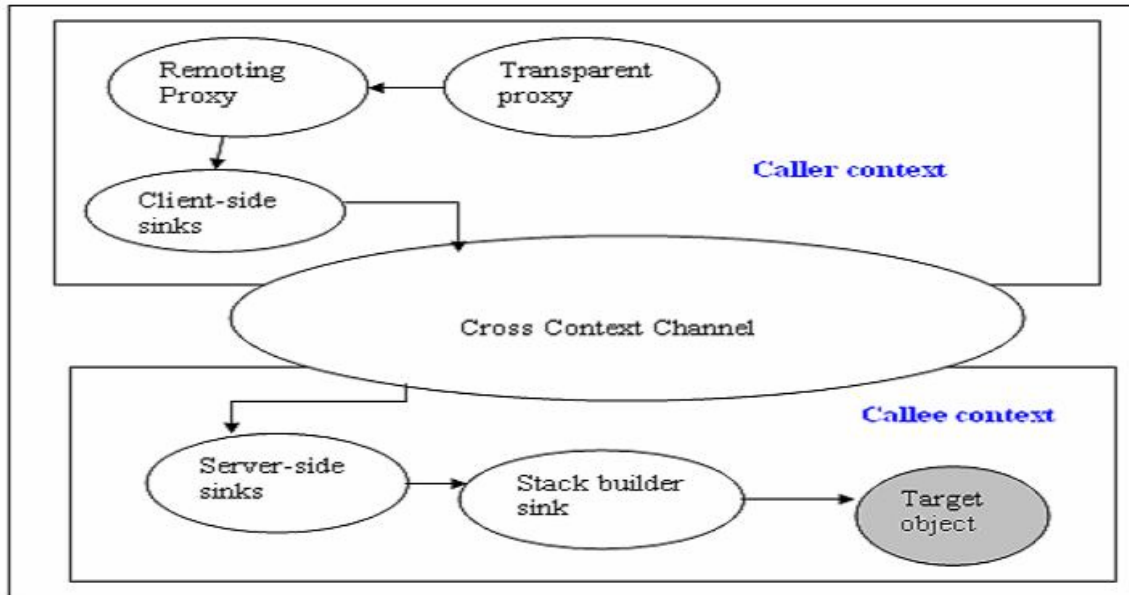 Remoting
Proxy
Transparent
proxy
Caller context
Client-side
sinks
Cross Context Channel
Callee context
Server-side
sinks
Stack builder
sink
Target
object